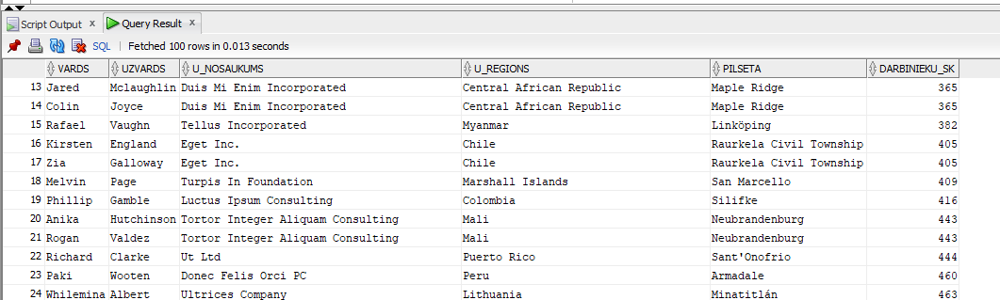 Script Output x Query Result x
SQL | Fetched 100 rows in 0.013 seconds
VARDS UZVARDS U_NOSAUKUMS U_REGIONS PILSETA DARBINIEKU_SK
13 Jared Mclaughlin Duis Mi Enim Incorporated Central African Republic Maple Ridge 365
14 Colin Joyce Duis Mi Enim Incorporated Central African Republic Maple Ridge 365
15 Rafael Vaughn Tellus Incorporated Myanmar Linköping 382
16 Kirsten England Eget Inc. Chile Raurkela Civil Township 405
17 Zia Galloway Eget Inc. Chile Raurkela Civil Township 405
18 Melvin Page Turpis In Foundation Marshall Islands San Marcello 409
19 Phillip Gamble Luctus Ipsum Consulting Colombia Silifke 416
20 Anika Hutchinson Tortor Integer Aliquam Consulting Mali Neubrandenburg 443
21 Rogan Valdez Tortor Integer Aliquam Consulting Mali Neubrandenburg 443
22 Richard Clarke Ut Ltd Puerto Rico Sant'Onofrio 444
23 Paki Wooten Donec Felis Orci PC Peru Armadale 460
24 Whilemina Albert Ultrices Company Lithuania Minatitlán 463